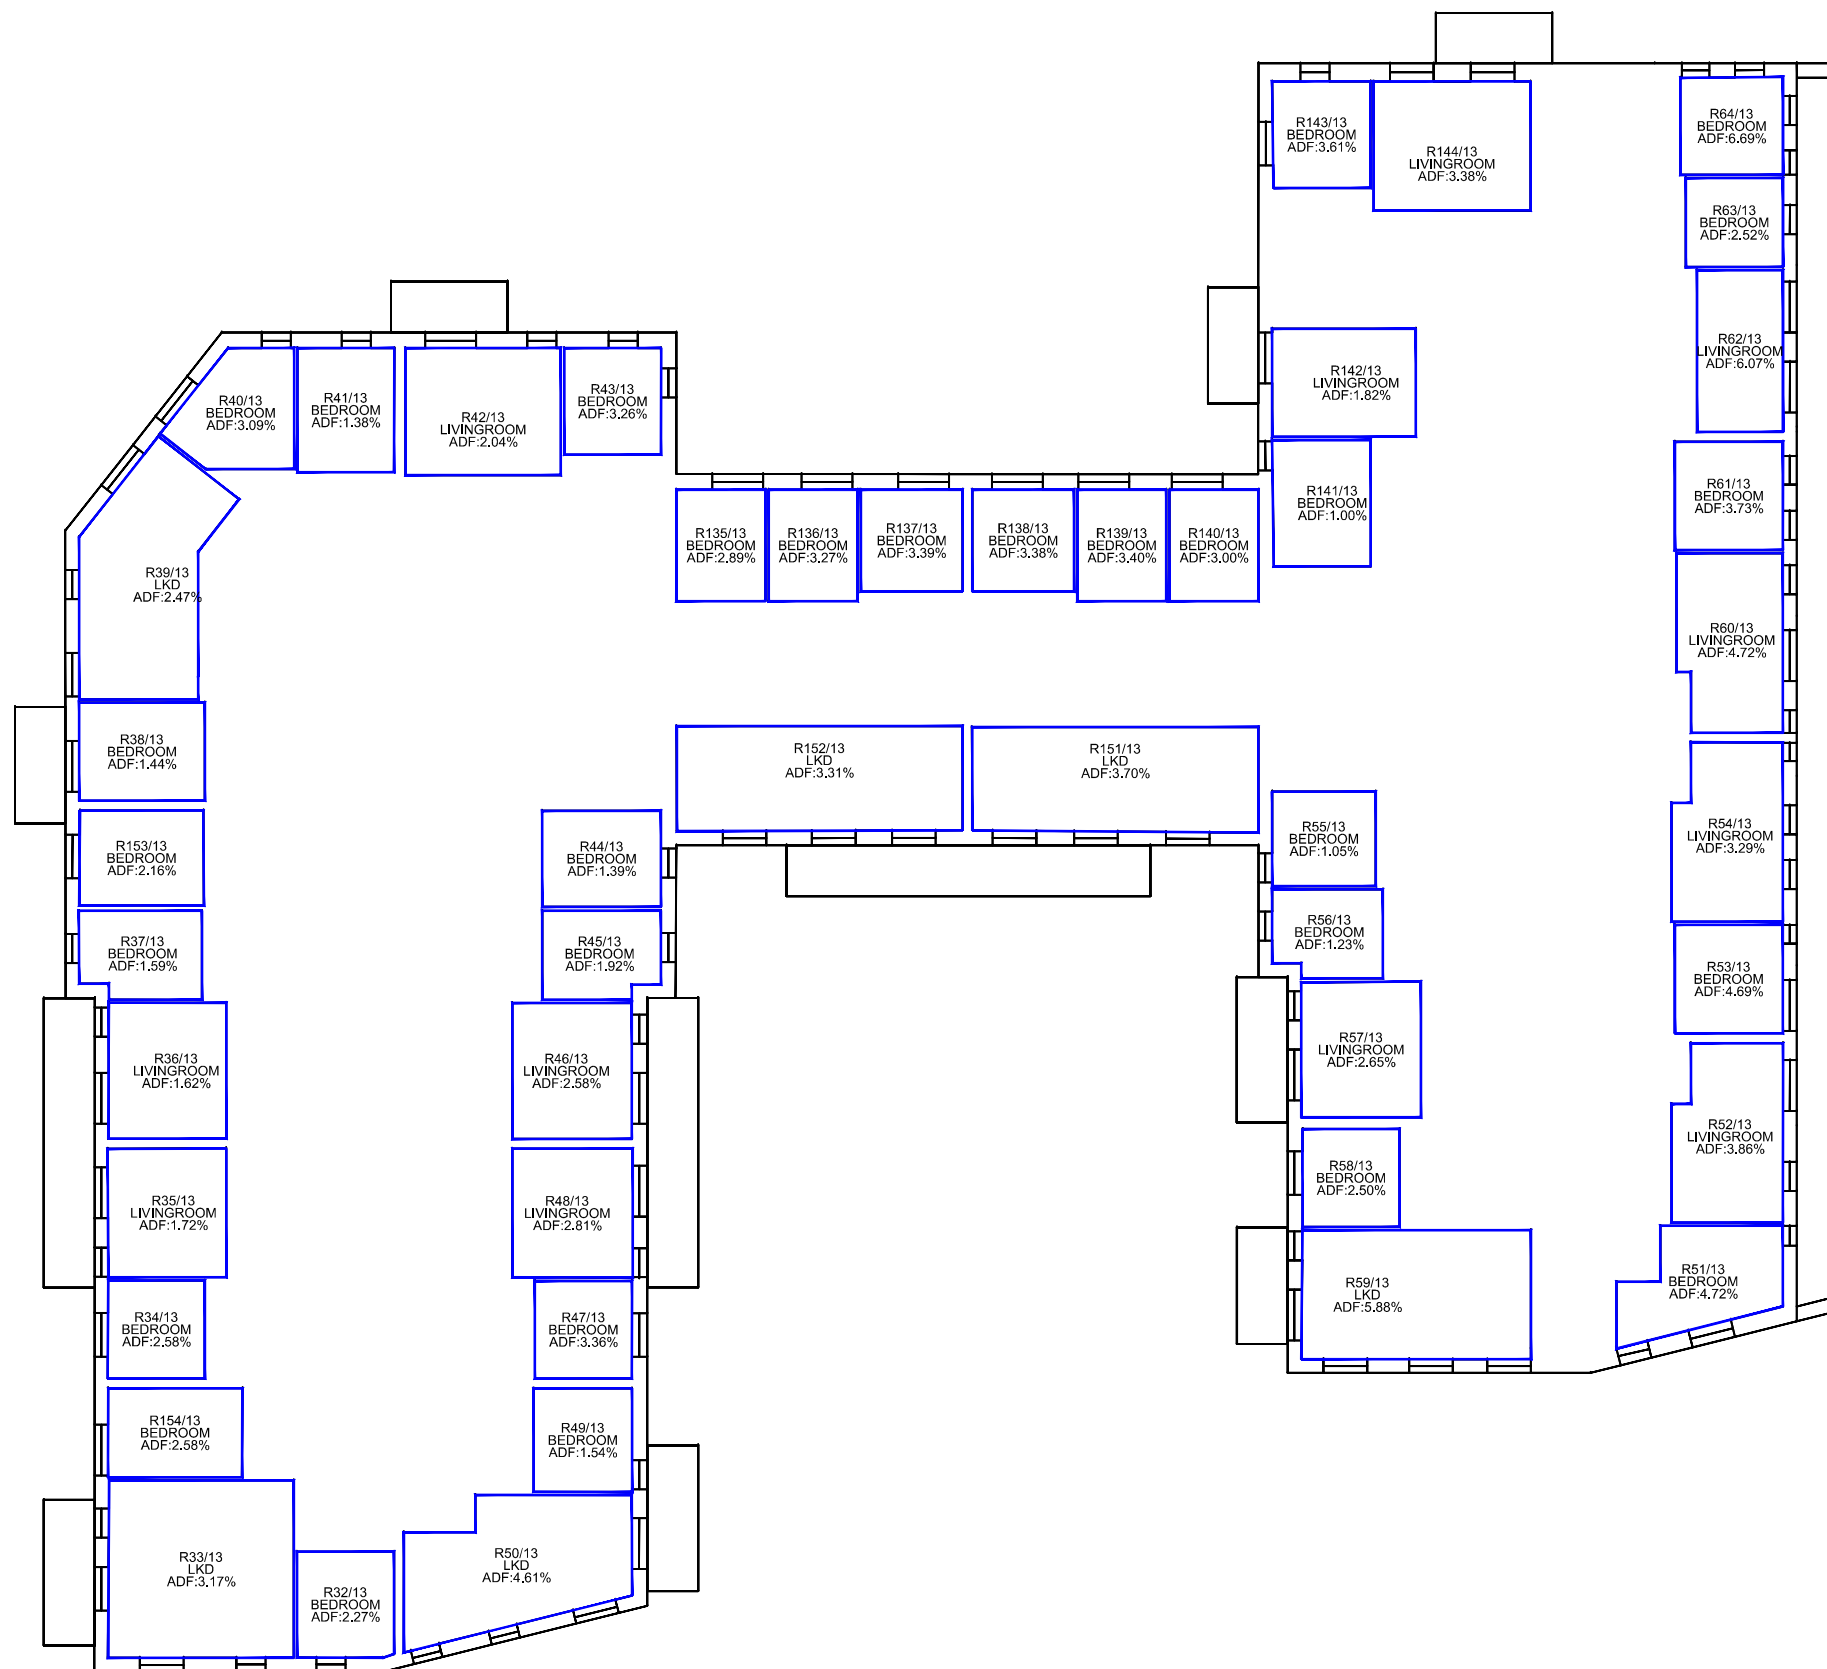 R143/13
BEDROOM
ADF:3.61%
R144/13
LIVINGROOM
ADF:3.38%
R64/13
BEDROOM
ADF:6.69%
R63/13
BEDROOM
ADF:2.52%
R62/13
LIVINGROOM
ADF:6.07%
R142/13
LIVINGROOM
ADF:1.82%
R40/13
BEDROOM
ADF:3.09%
R41/13
BEDROOM
ADF:1.38%
R42/13
LIVINGROOM
ADF:2.04%
R43/13
BEDROOM
ADF:3.26%
R141/13
BEDROOM
ADF:1.00%
R61/13
BEDROOM
ADF:3.73%
R135/13
BEDROOM
ADF:2.89%
R136/13
BEDROOM
ADF:3.27%
R137/13
BEDROOM
ADF:3.39%
R138/13
BEDROOM
ADF:3.38%
R139/13
BEDROOM
ADF:3.40%
R140/13
BEDROOM
ADF:3.00%
R39/13
LKD
ADF:2.47%
R60/13
LIVINGROOM
ADF:4.72%
R38/13
BEDROOM
ADF:1.44%
R152/13
LKD
ADF:3.31%
R151/13
LKD
ADF:3.70%
R153/13
BEDROOM
ADF:2.16%
R44/13
BEDROOM
ADF:1.39%
R55/13
BEDROOM
ADF:1.05%
R54/13
LIVINGROOM
ADF:3.29%
R37/13
BEDROOM
ADF:1.59%
R45/13
BEDROOM
ADF:1.92%
R56/13
BEDROOM
ADF:1.23%
R53/13
BEDROOM
ADF:4.69%
R36/13
LIVINGROOM
ADF:1.62%
R46/13
LIVINGROOM
ADF:2.58%
R57/13
LIVINGROOM
ADF:2.65%
R52/13
LIVINGROOM
ADF:3.86%
R35/13
LIVINGROOM
ADF:1.72%
R48/13
LIVINGROOM
ADF:2.81%
R58/13
BEDROOM
ADF:2.50%
R51/13
BEDROOM
ADF:4.72%
R59/13
LKD
ADF:5.88%
R34/13
BEDROOM
ADF:2.58%
R47/13
BEDROOM
ADF:3.36%
R154/13
BEDROOM
ADF:2.58%
R49/13
BEDROOM
ADF:1.54%
R33/13
LKD
ADF:3.17%
R50/13
LKD
ADF:4.61%
R32/13
BEDROOM
ADF:2.27%